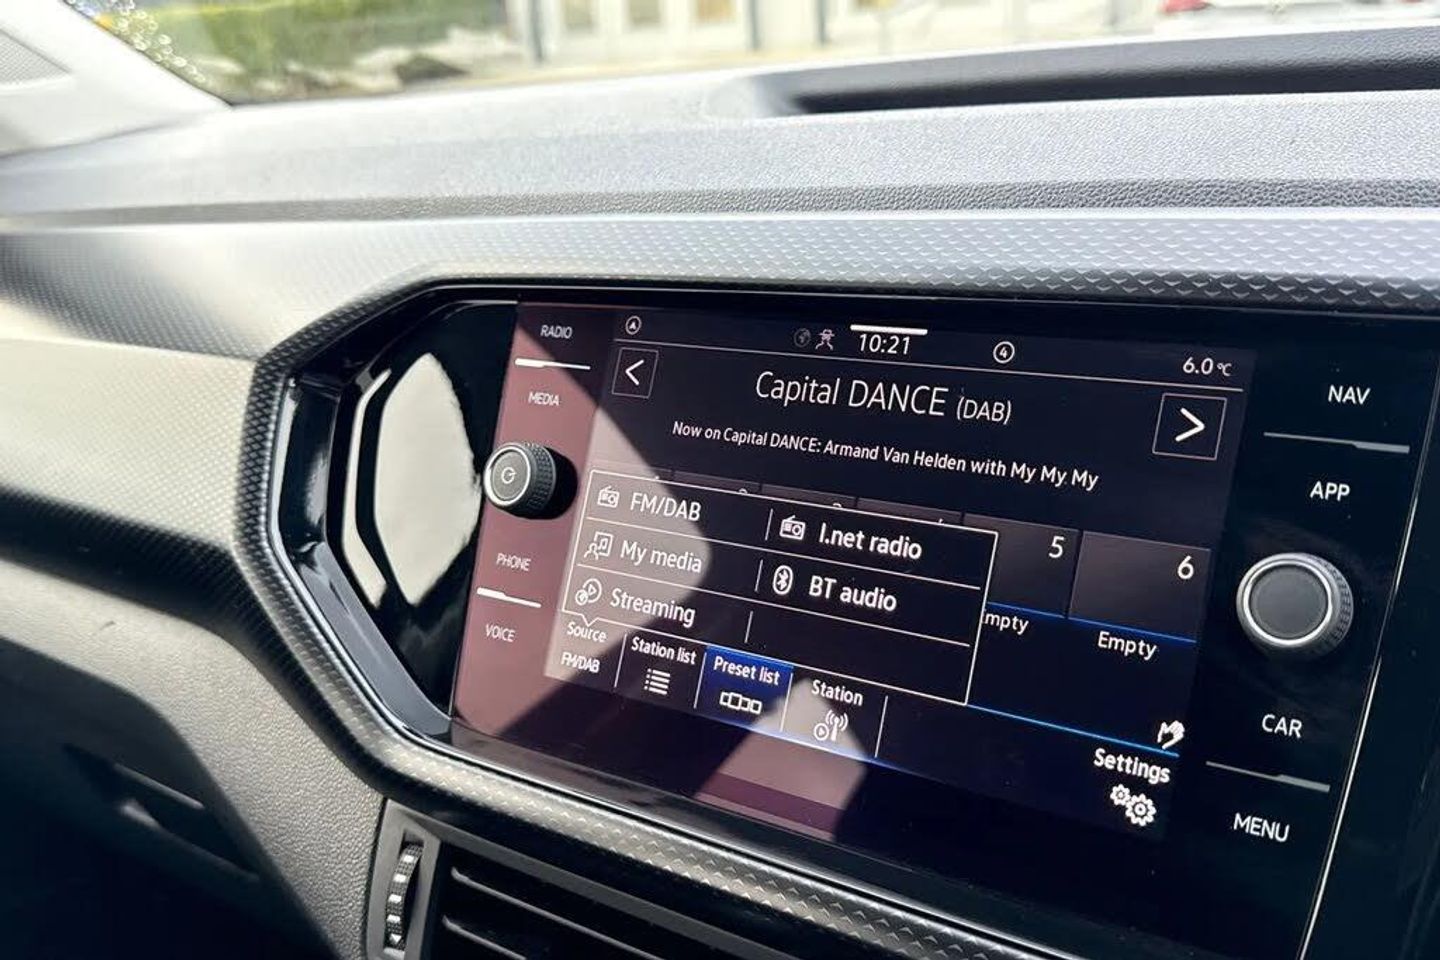 RADIO
MEDIA
PHONE
VOICE
10:21
4
6.0 °C
<
Capital DANCE (DAB)
>
Now on Capital DANCE: Armand Van Helden with My My My
FM/DAB
I.net radio
My media
BT audio
Streaming
5
6
mpty
Empty
Source
FM/DAB
Station list
Preset list
Station
Settings
NAV
APP
CAR
MENU